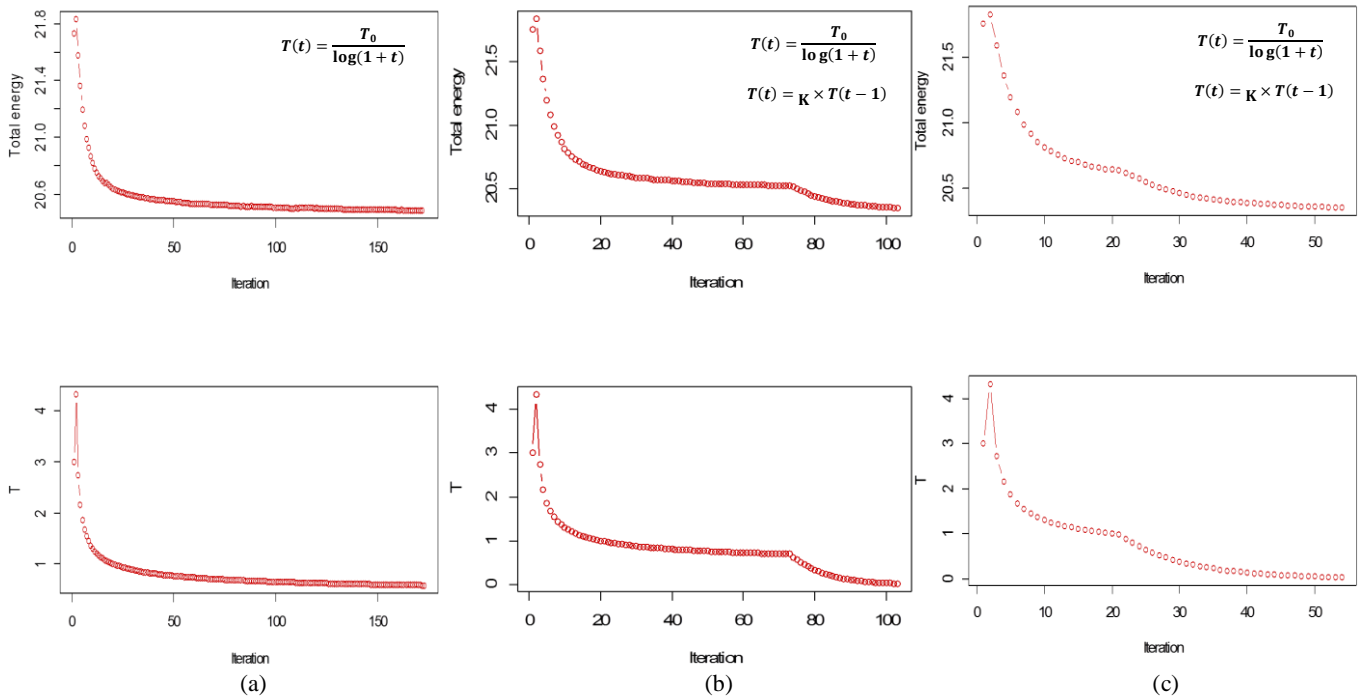 21.8
21.4
21.0
20.6
Total energy
T(t) = T₀ / log(1 + t)
0 50 100 150
Iteration
21.5
21.0
20.5
Total energy
T(t) = T₀ / log(1 + t)
T(t) = K × T(t − 1)
0 20 40 60 80 100
Iteration
21.5
21.0
20.5
Total energy
T(t) = T₀ / log(1 + t)
T(t) = K × T(t − 1)
0 10 20 30 40 50
Iteration
4
3
2
1
T
0 50 100 150
Iteration
(a)
4
3
2
1
0
T
0 20 40 60 80 100
Iteration
(b)
4
3
2
1
0
T
0 10 20 30 40 50
Iteration
(c)